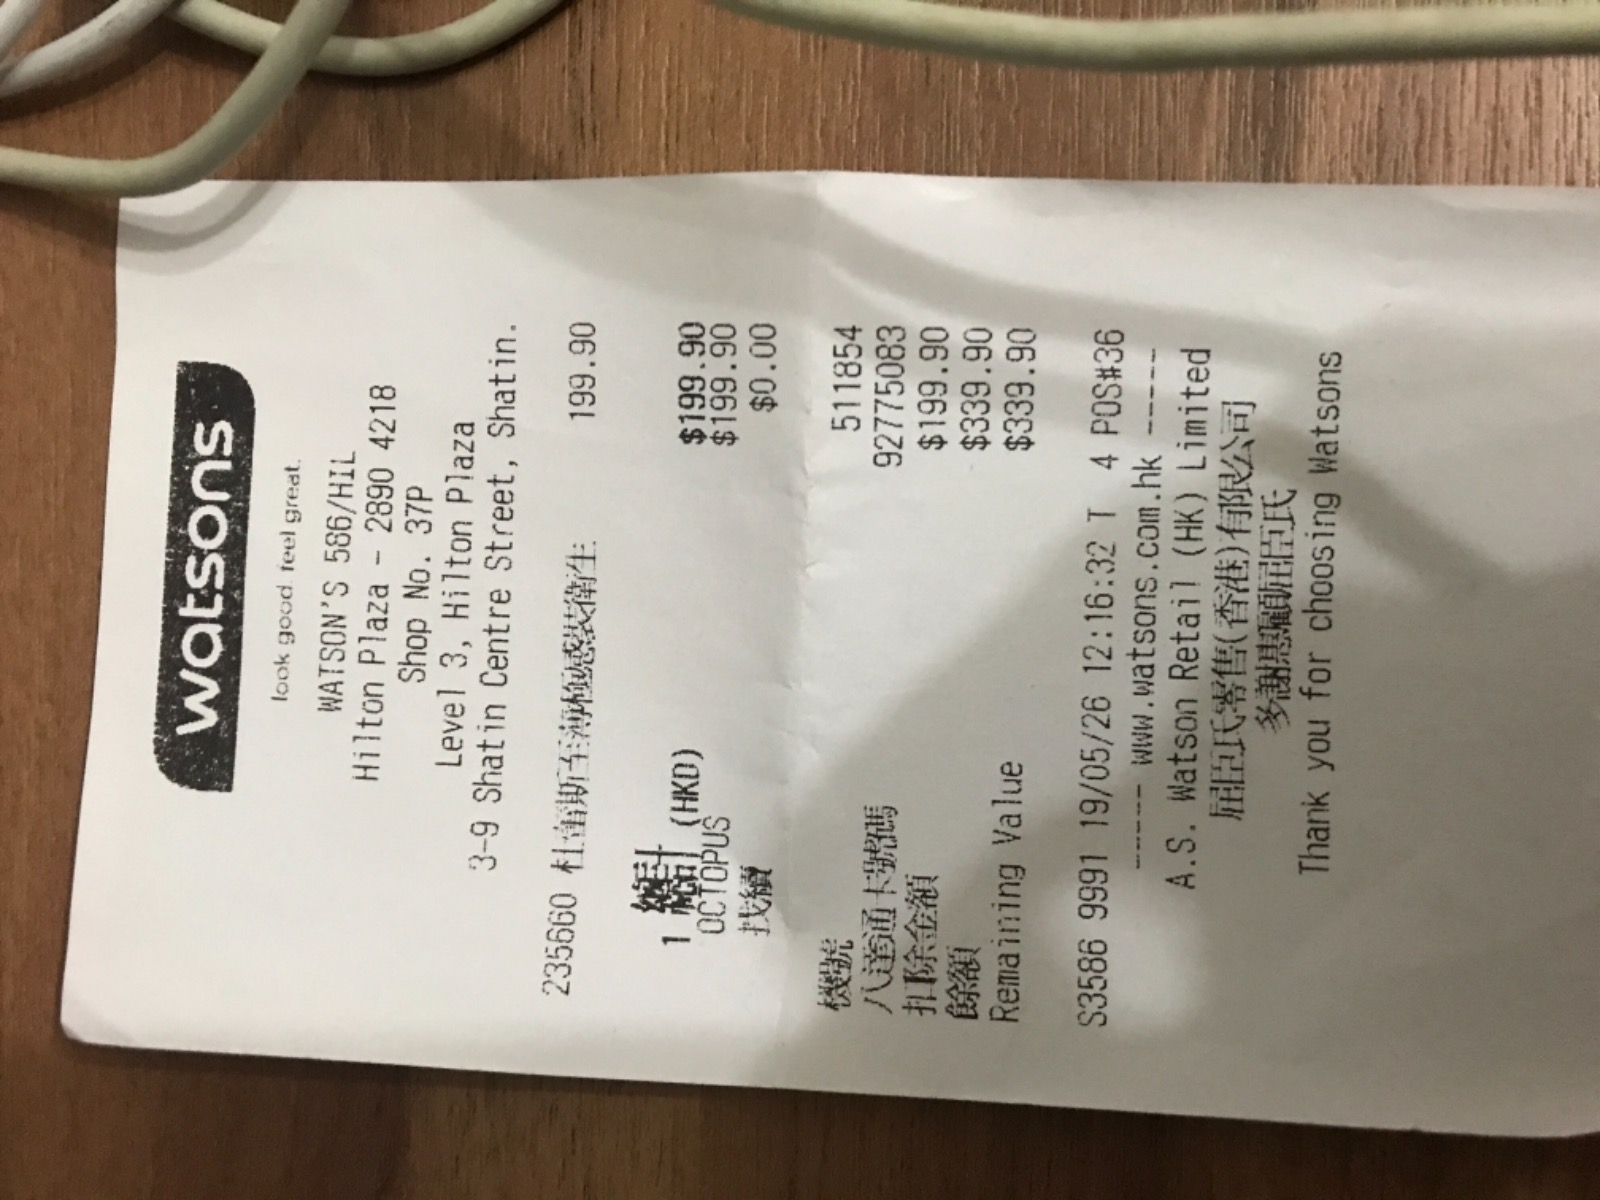 watsons
look good. feel great.
WATSON'S 586/HIL
Hilton Plaza - 2890 4218
Shop No. 37P
Level 3, Hilton Plaza
3-9 Shatin Centre Street, Shatin.
235660 杜蕾斯至薄極感裝衛生 199.90
1 總計 (HKD) $199.90
OCTOPUS $199.90
找續 $0.00
機號 511854
八達通卡號碼 92775083
扣除金額 $199.90
餘額 $339.90
Remaining Value $339.90
S3586 9991 19/05/26 12:16:32 T 4 POS#36
----- www.watsons.com.hk -----
A.S. Watson Retail (HK) Limited
屈臣氏零售(香港)有限公司
多謝惠顧屈臣氏
Thank you for choosing Watsons